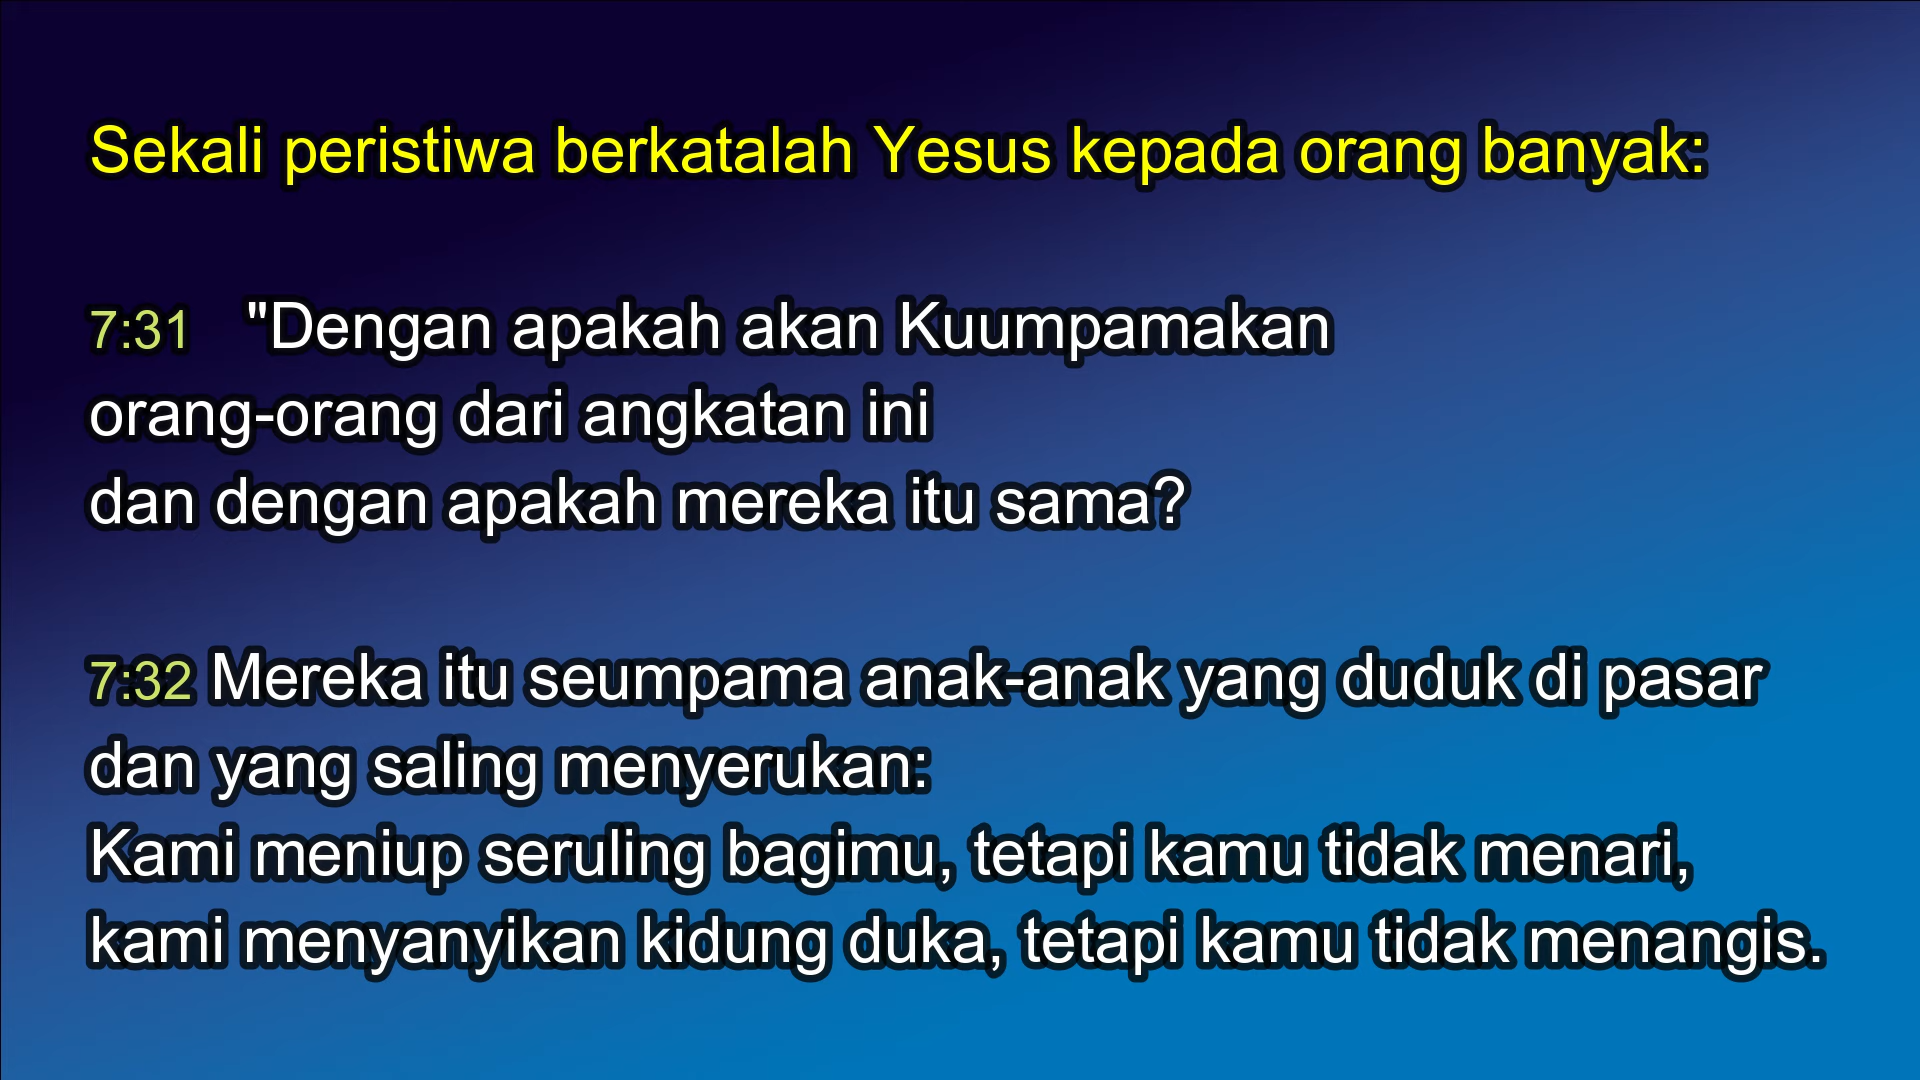 Sekali peristiwa berkatalah Yesus kepada orang banyak:
7:31 "Dengan apakah akan Kuumpamakan
orang-orang dari angkatan ini
dan dengan apakah mereka itu sama?
7:32 Mereka itu seumpama anak-anak yang duduk di pasar
dan yang saling menyerukan:
Kami meniup seruling bagimu, tetapi kamu tidak menari,
kami menyanyikan kidung duka, tetapi kamu tidak menangis.